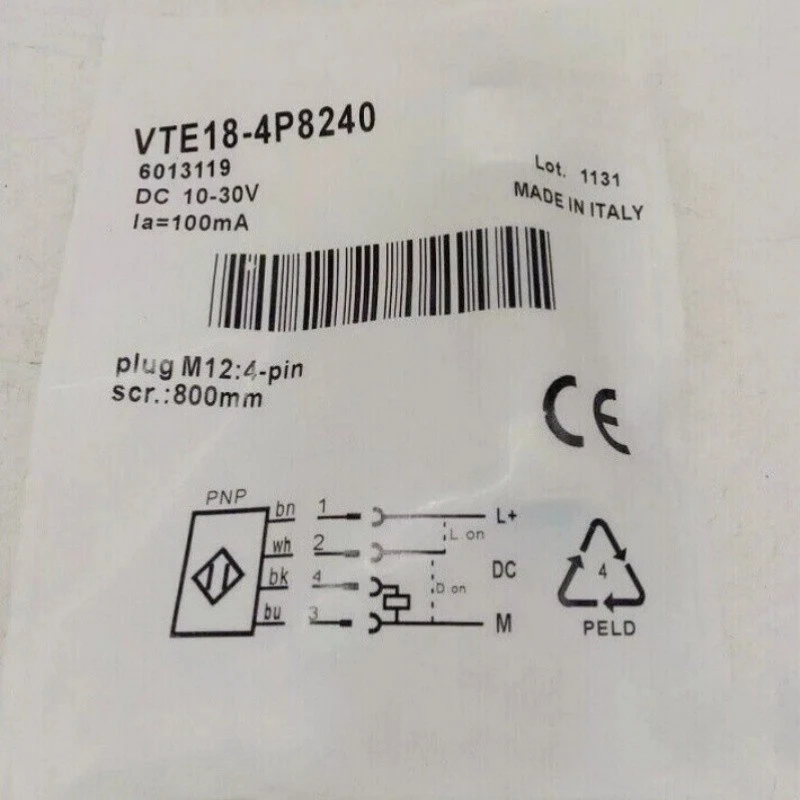 VTE18-4P8240
6013119
DC 10-30V
Ia=100mA
Lot. 1131
MADE IN ITALY
plug M12:4-pin
scr.:800mm
CE
PNP
bn 1 L+
L on
wh 2
DC
bk 4
D on
bu 3 M
4
PELD